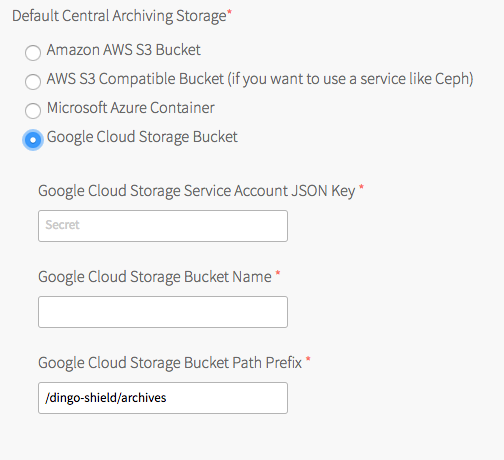 Default Central Archiving Storage*
Amazon AWS S3 Bucket
AWS S3 Compatible Bucket (if you want to use a service like Ceph)
Microsoft Azure Container
Google Cloud Storage Bucket
Google Cloud Storage Service Account JSON Key *
Secret
Google Cloud Storage Bucket Name *
Google Cloud Storage Bucket Path Prefix *
/dingo-shield/archives